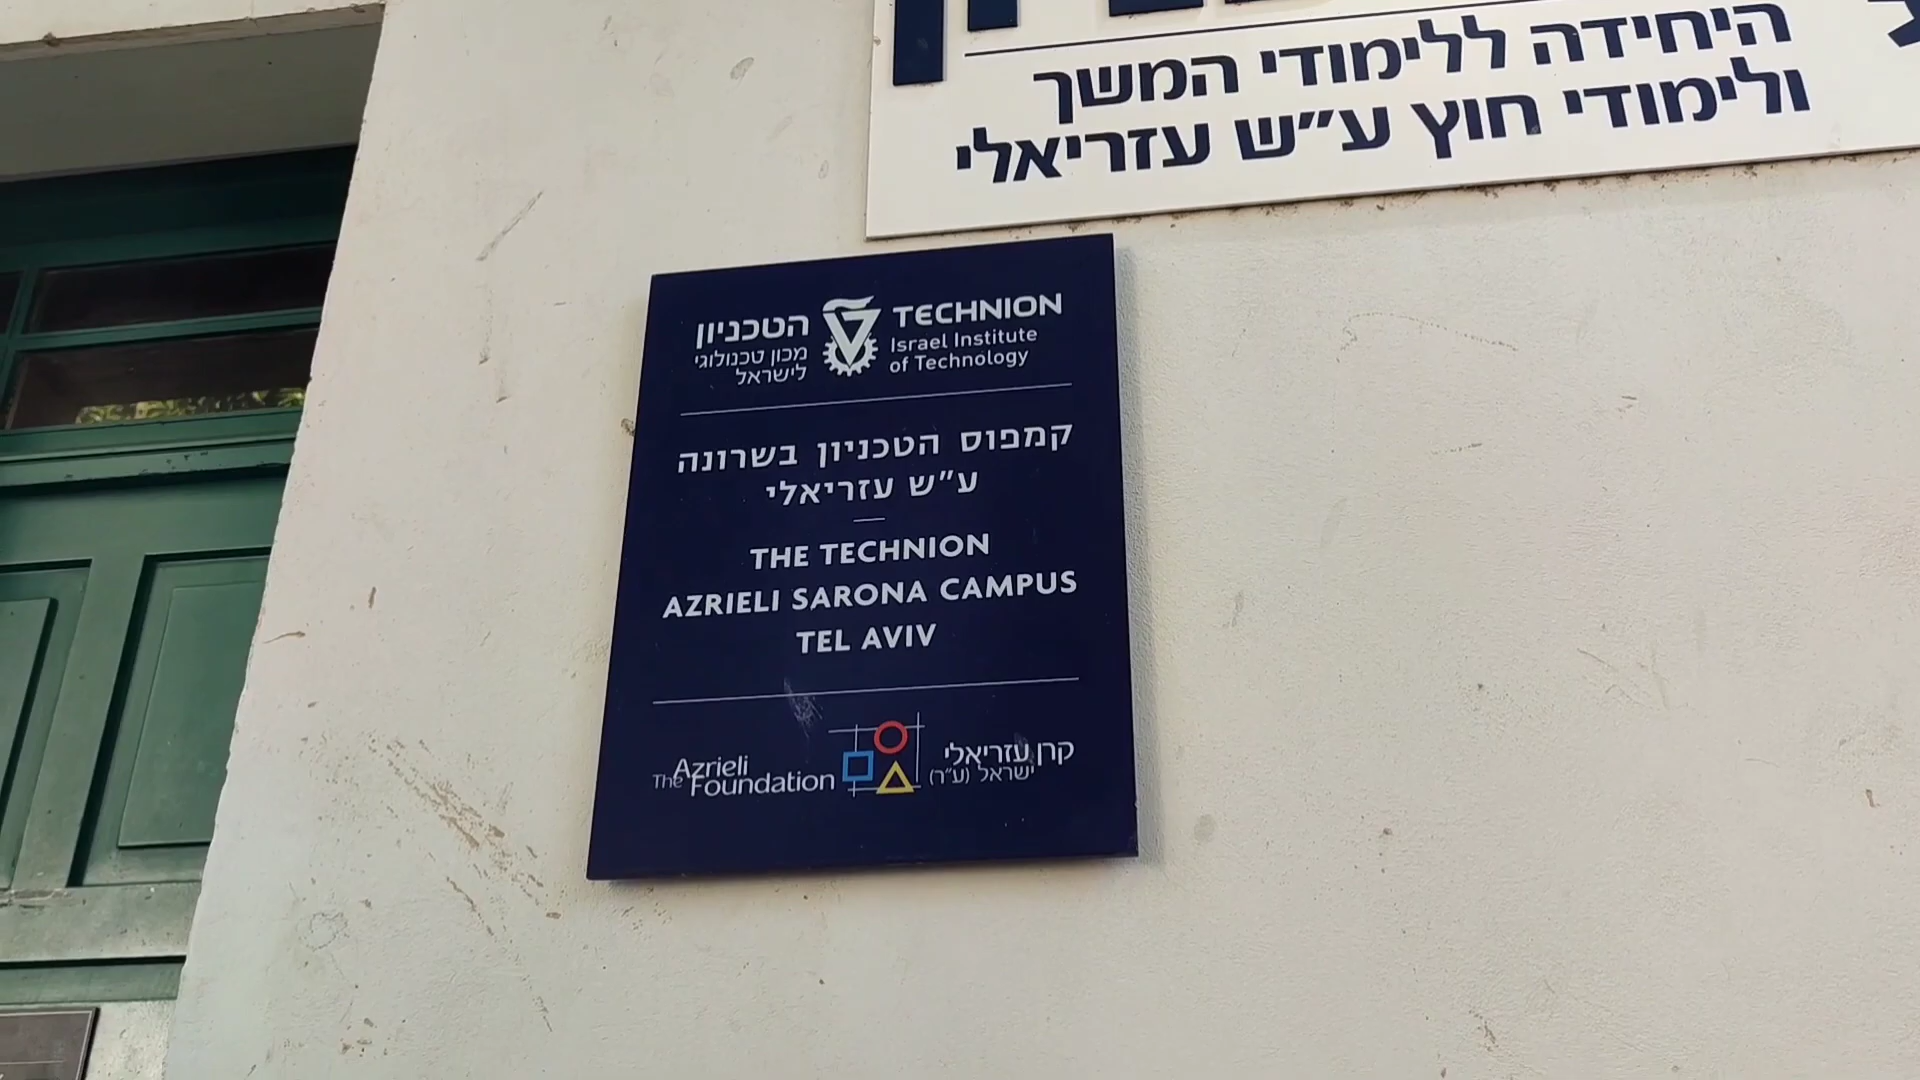 היחידה ללימודי המשך
ולימודי חוץ ע״ש עזריאלי
הטכניון
מכון טכנולוגי
לישראל
TECHNION
Israel Institute
of Technology
קמפוס הטכניון בשרונה
ע״ש עזריאלי
THE TECHNION
AZRIELI SARONA CAMPUS
TEL AVIV
The Azrieli
Foundation
קרן עזריאלי
ישראל (ע״ר)